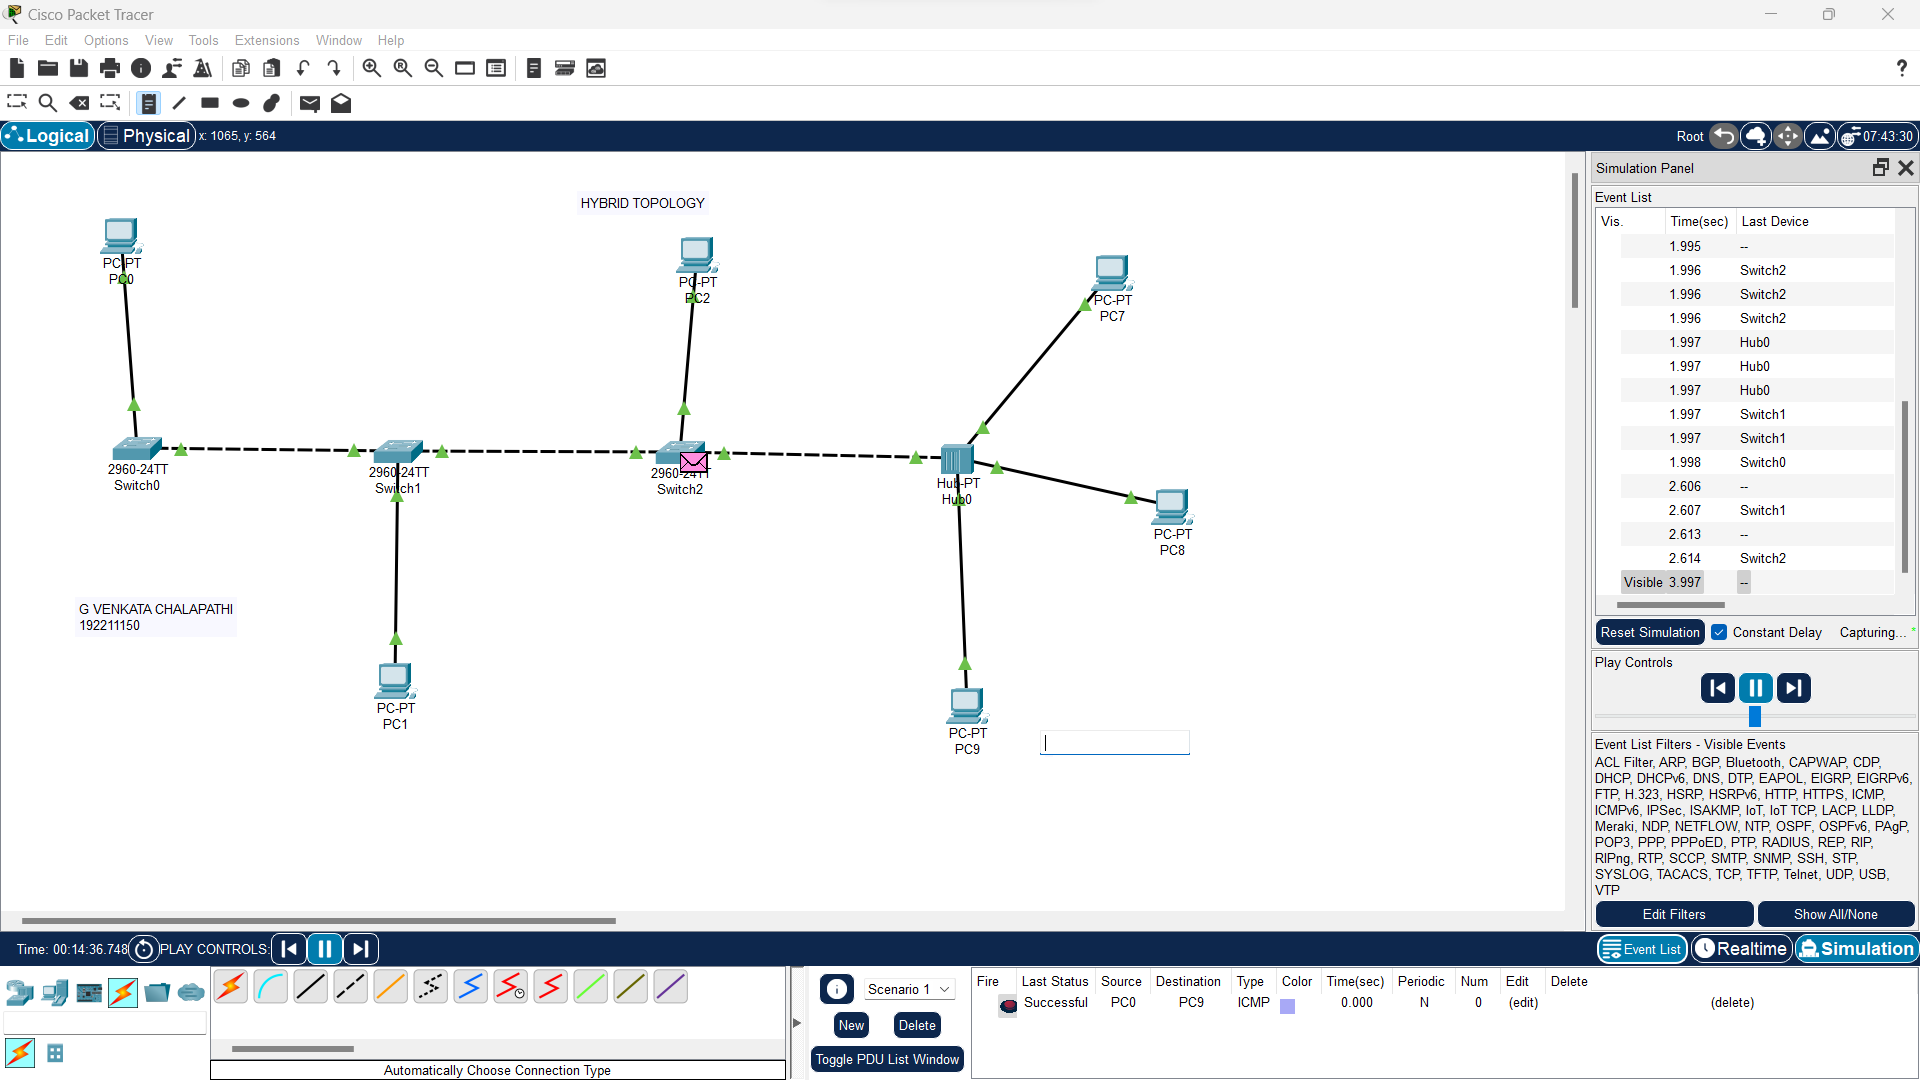 Cisco Packet Tracer
File Edit Options View Tools Extensions Window Help
?
Logical Physical x: 1065, y: 564
Root 07:43:30
HYBRID TOPOLOGY
PC-PT
PC0
PC-PT
PC2
PC-PT
PC7
2960-24TT
Switch0
2960-24TT
Switch1
2960-24TT
Switch2
Hub-PT
Hub0
PC-PT
PC8
G VENKATA CHALAPATHI
192211150
PC-PT
PC1
PC-PT
PC9
Simulation Panel
Event List
Vis. Time(sec) Last Device
1.995 --
1.996 Switch2
1.996 Switch2
1.996 Switch2
1.997 Hub0
1.997 Hub0
1.997 Hub0
1.997 Switch1
1.997 Switch1
1.998 Switch0
2.606 --
2.607 Switch1
2.613 --
2.614 Switch2
Visible 3.997 --
Reset Simulation Constant Delay Capturing... *
Play Controls
Event List Filters - Visible Events
ACL Filter, ARP, BGP, Bluetooth, CAPWAP, CDP,
DHCP, DHCPv6, DNS, DTP, EAPOL, EIGRP, EIGRPv6,
FTP, H.323, HSRP, HSRPv6, HTTP, HTTPS, ICMP,
ICMPv6, IPSec, ISAKMP, IoT, IoT TCP, LACP, LLDP,
Meraki, NDP, NETFLOW, NTP, OSPF, OSPFv6, PAgP,
POP3, PPP, PPPoED, PTP, RADIUS, REP, RIP,
RIPng, RTP, SCCP, SMTP, SNMP, SSH, STP,
SYSLOG, TACACS, TCP, TFTP, Telnet, UDP, USB,
VTP
Edit Filters Show All/None
Time: 00:14:36.748 PLAY CONTROLS:
Event List Realtime Simulation
Automatically Choose Connection Type
Scenario 1
New Delete
Toggle PDU List Window
Fire Last Status Source Destination Type Color Time(sec) Periodic Num Edit Delete
Successful PC0 PC9 ICMP 0.000 N 0 (edit) (delete)